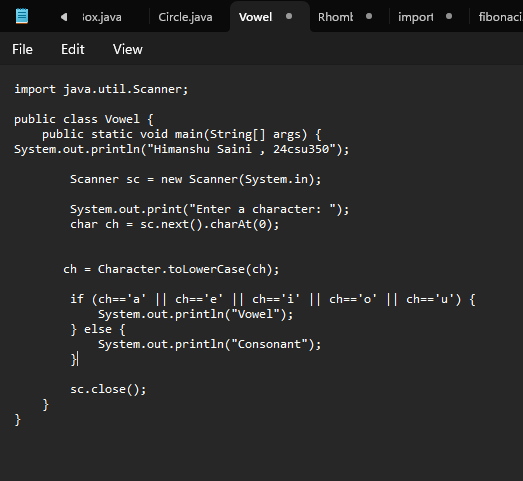 ox.java Circle.java Vowel Rhomb import fibonaci
File Edit View
import java.util.Scanner;
public class Vowel {
public static void main(String[] args) {
System.out.println("Himanshu Saini , 24csu350");
Scanner sc = new Scanner(System.in);
System.out.print("Enter a character: ");
char ch = sc.next().charAt(0);
ch = Character.toLowerCase(ch);
if (ch=='a' || ch=='e' || ch=='i' || ch=='o' || ch=='u') {
System.out.println("Vowel");
} else {
System.out.println("Consonant");
}
sc.close();
}
}